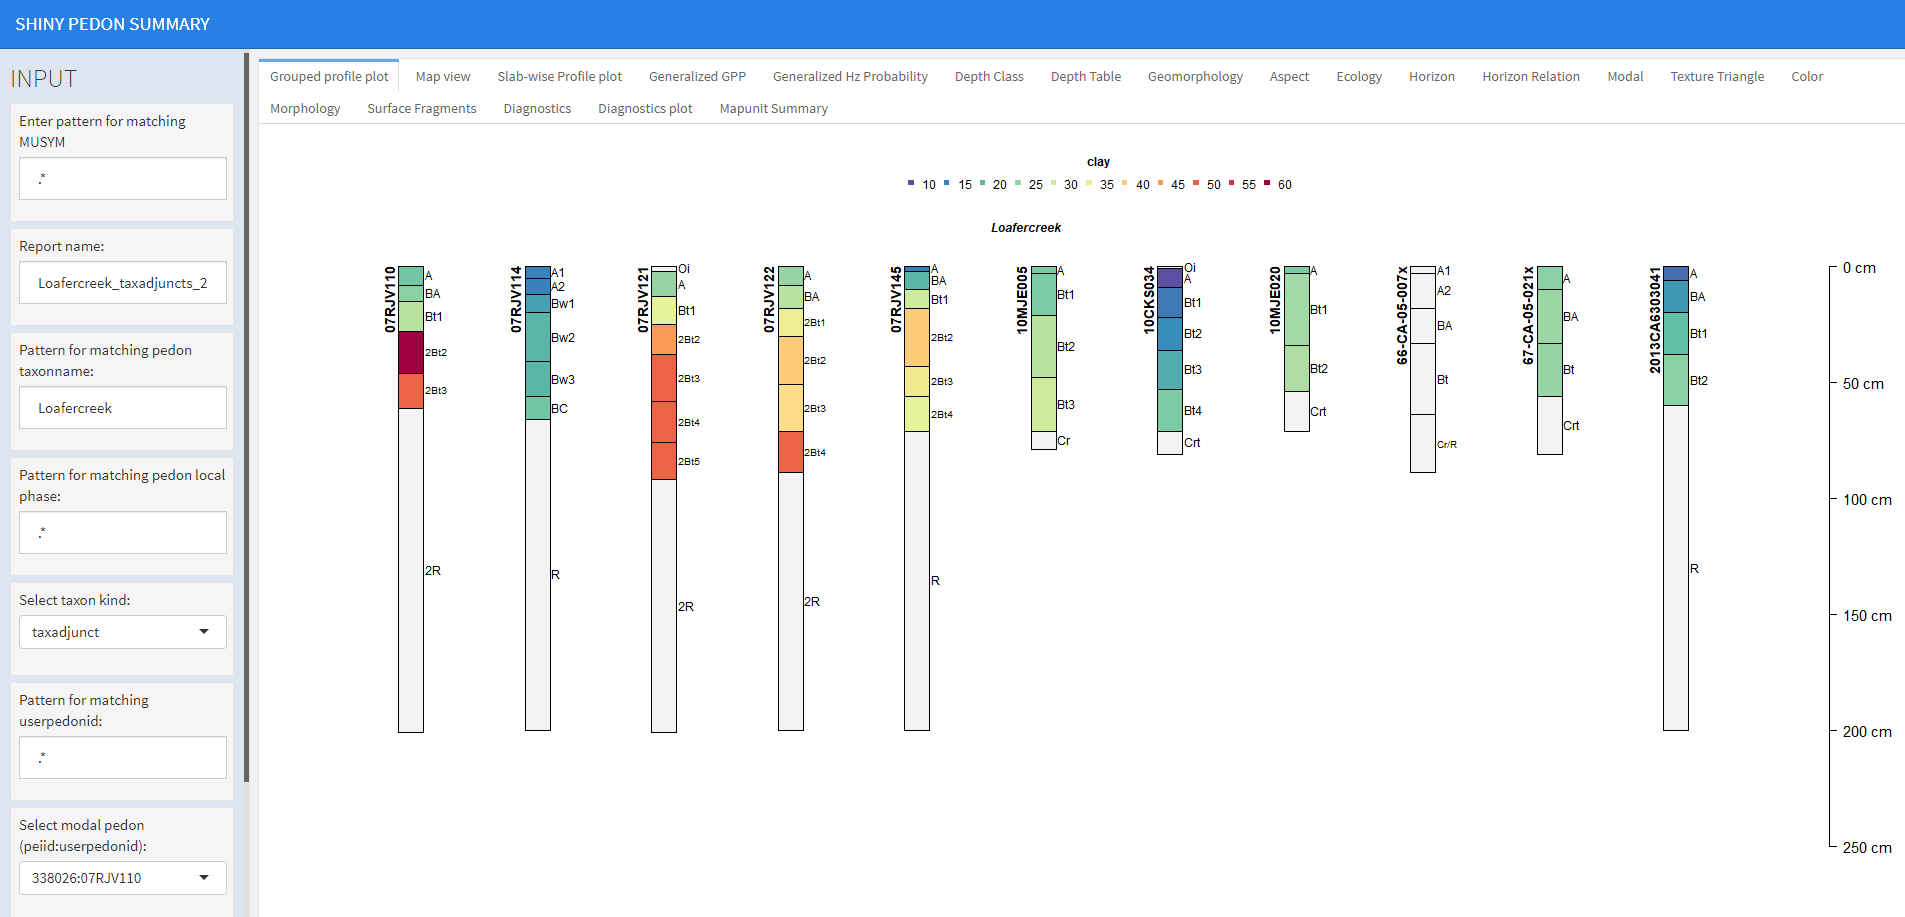 SHINY PEDON SUMMARY
INPUT
Enter pattern for matching
MUSYM
.*
Report name:
Loafercreek_taxadjuncts_2
Pattern for matching pedon
taxonname:
Loafercreek
Pattern for matching pedon local
phase:
.*
Select taxon kind:
taxadjunct
Pattern for matching
userpedonid:
.*
Select modal pedon
(peiid:userpedonid):
338026:07RJV110
Grouped profile plot Map view Slab-wise Profile plot Generalized GPP Generalized Hz Probability Depth Class Depth Table Geomorphology Aspect Ecology Horizon Horizon Relation Modal Texture Triangle Color
Morphology Surface Fragments Diagnostics Diagnostics plot Mapunit Summary
clay
10 15 20 25 30 35 40 45 50 55 60
Loafercreek
07RJV110
A
BA
Bt1
2Bt2
2Bt3
2R
07RJV114
A1
A2
Bw1
Bw2
Bw3
BC
R
07RJV121
Oi
A
Bt1
2Bt2
2Bt3
2Bt4
2Bt5
2R
07RJV122
A
BA
2Bt1
2Bt2
2Bt3
2Bt4
2R
07RJV145
A
BA
Bt1
2Bt2
2Bt3
2Bt4
R
10MJE005
A
Bt1
Bt2
Bt3
Cr
10CKS034
Oi
A
Bt1
Bt2
Bt3
Bt4
Crt
10MJE020
A
Bt1
Bt2
Crt
66-CA-05-007x
A1
A2
BA
Bt
Cr/R
67-CA-05-021x
A
BA
Bt
Crt
2013CA6303041
A
BA
Bt1
Bt2
R
0 cm
50 cm
100 cm
150 cm
200 cm
250 cm